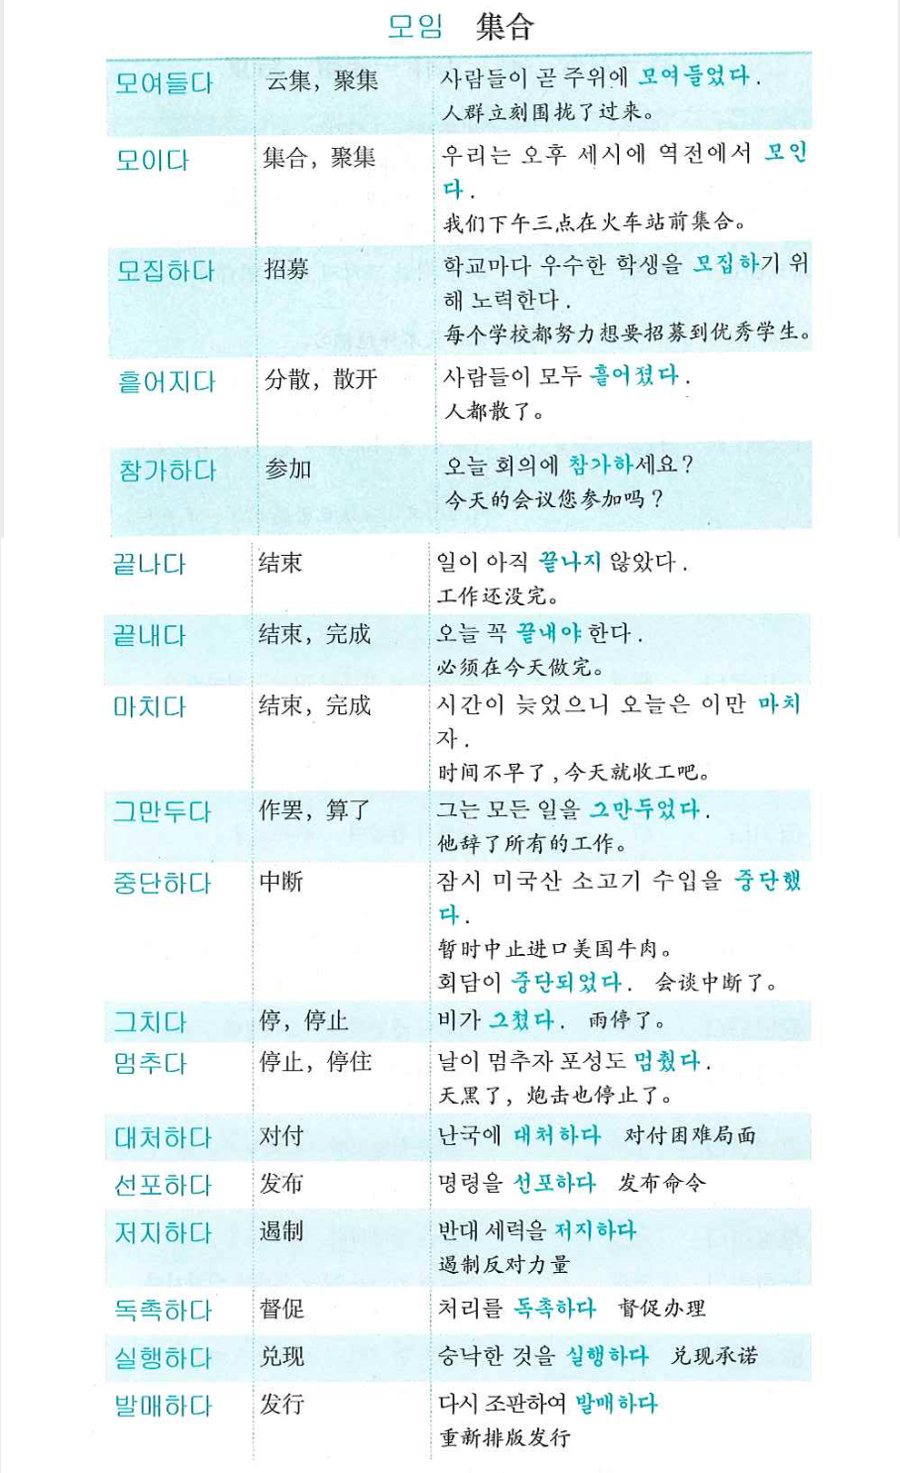 모임 集合
모여들다 云集，聚集 사람들이 곧 주위에 모여들었다.
人群立刻围拢了过来。
모이다 集合，聚集 우리는 오후 세시에 역전에서 모인
다.
我们下午三点在火车站前集合。
모집하다 招募 학교마다 우수한 학생을 모집하기 위
해 노력한다.
每个学校都努力想要招募到优秀学生。
흩어지다 分散，散开 사람들이 모두 흩어졌다.
人都散了。
참가하다 参加 오늘 회의에 참가하세요?
今天的会议您参加吗？
끝나다 结束 일이 아직 끝나지 않았다.
工作还没完。
끝내다 结束，完成 오늘 꼭 끝내야 한다.
必须在今天做完。
마치다 结束，完成 시간이 늦었으니 오늘은 이만 마치
자.
时间不早了,今天就收工吧。
그만두다 作罢，算了 그는 모든 일을 그만두었다.
他辞了所有的工作。
중단하다 中断 잠시 미국산 소고기 수입을 중단했
다.
暂时中止进口美国牛肉。
회담이 중단되었다. 会谈中断了。
그치다 停，停止 비가 그쳤다. 雨停了。
멈추다 停止，停住 날이 멈추자 포성도 멈췄다.
天黑了，炮击也停止了。
대처하다 对付 난국에 대처하다 对付困难局面
선포하다 发布 명령을 선포하다 发布命令
저지하다 遏制 반대 세력을 저지하다
遏制反对力量
독촉하다 督促 처리를 독촉하다 督促办理
실행하다 兑现 승낙한 것을 실행하다 兑现承诺
발매하다 发行 다시 조판하여 발매하다
重新排版发行